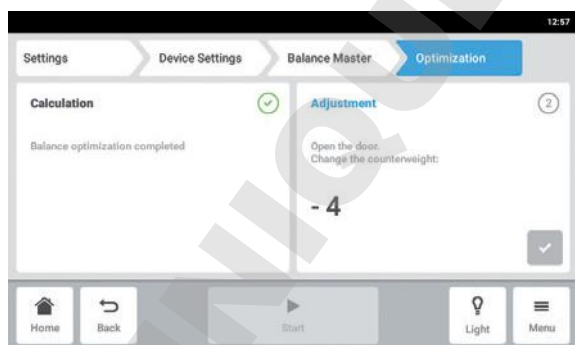 12:57
Settings
Device Settings
Balance Master
Optimization
Calculation
Adjustment
2
Balance optimization completed
Open the door.
Change the counterweight:
- 4
Home
Back
Start
Light
Menu